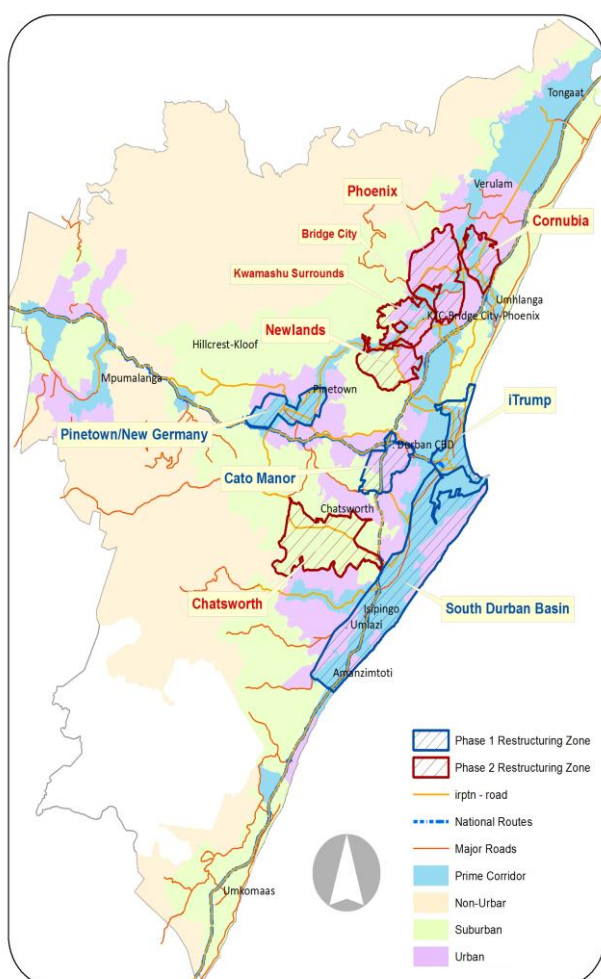 Tongaat
Verulam
Phoenix
Cornubia
Bridge City
Kwamashu Surrounds
Umhlanga
KTC Bridge City-Phoenix
Newlands
Hillcrest-Kloof
Mpumalanga
Pinetown
iTrump
Pinetown/New Germany
Durban CBD
Cato Manor
Chatsworth
Chatsworth
Isipingo
South Durban Basin
Umlazi
Amanzimtoti
Phase 1 Restructuring Zone
Phase 2 Restructuring Zone
irptn - road
National Routes
Major Roads
Prime Corridor
Non-Urbar
Suburban
Urban
Umkomaas